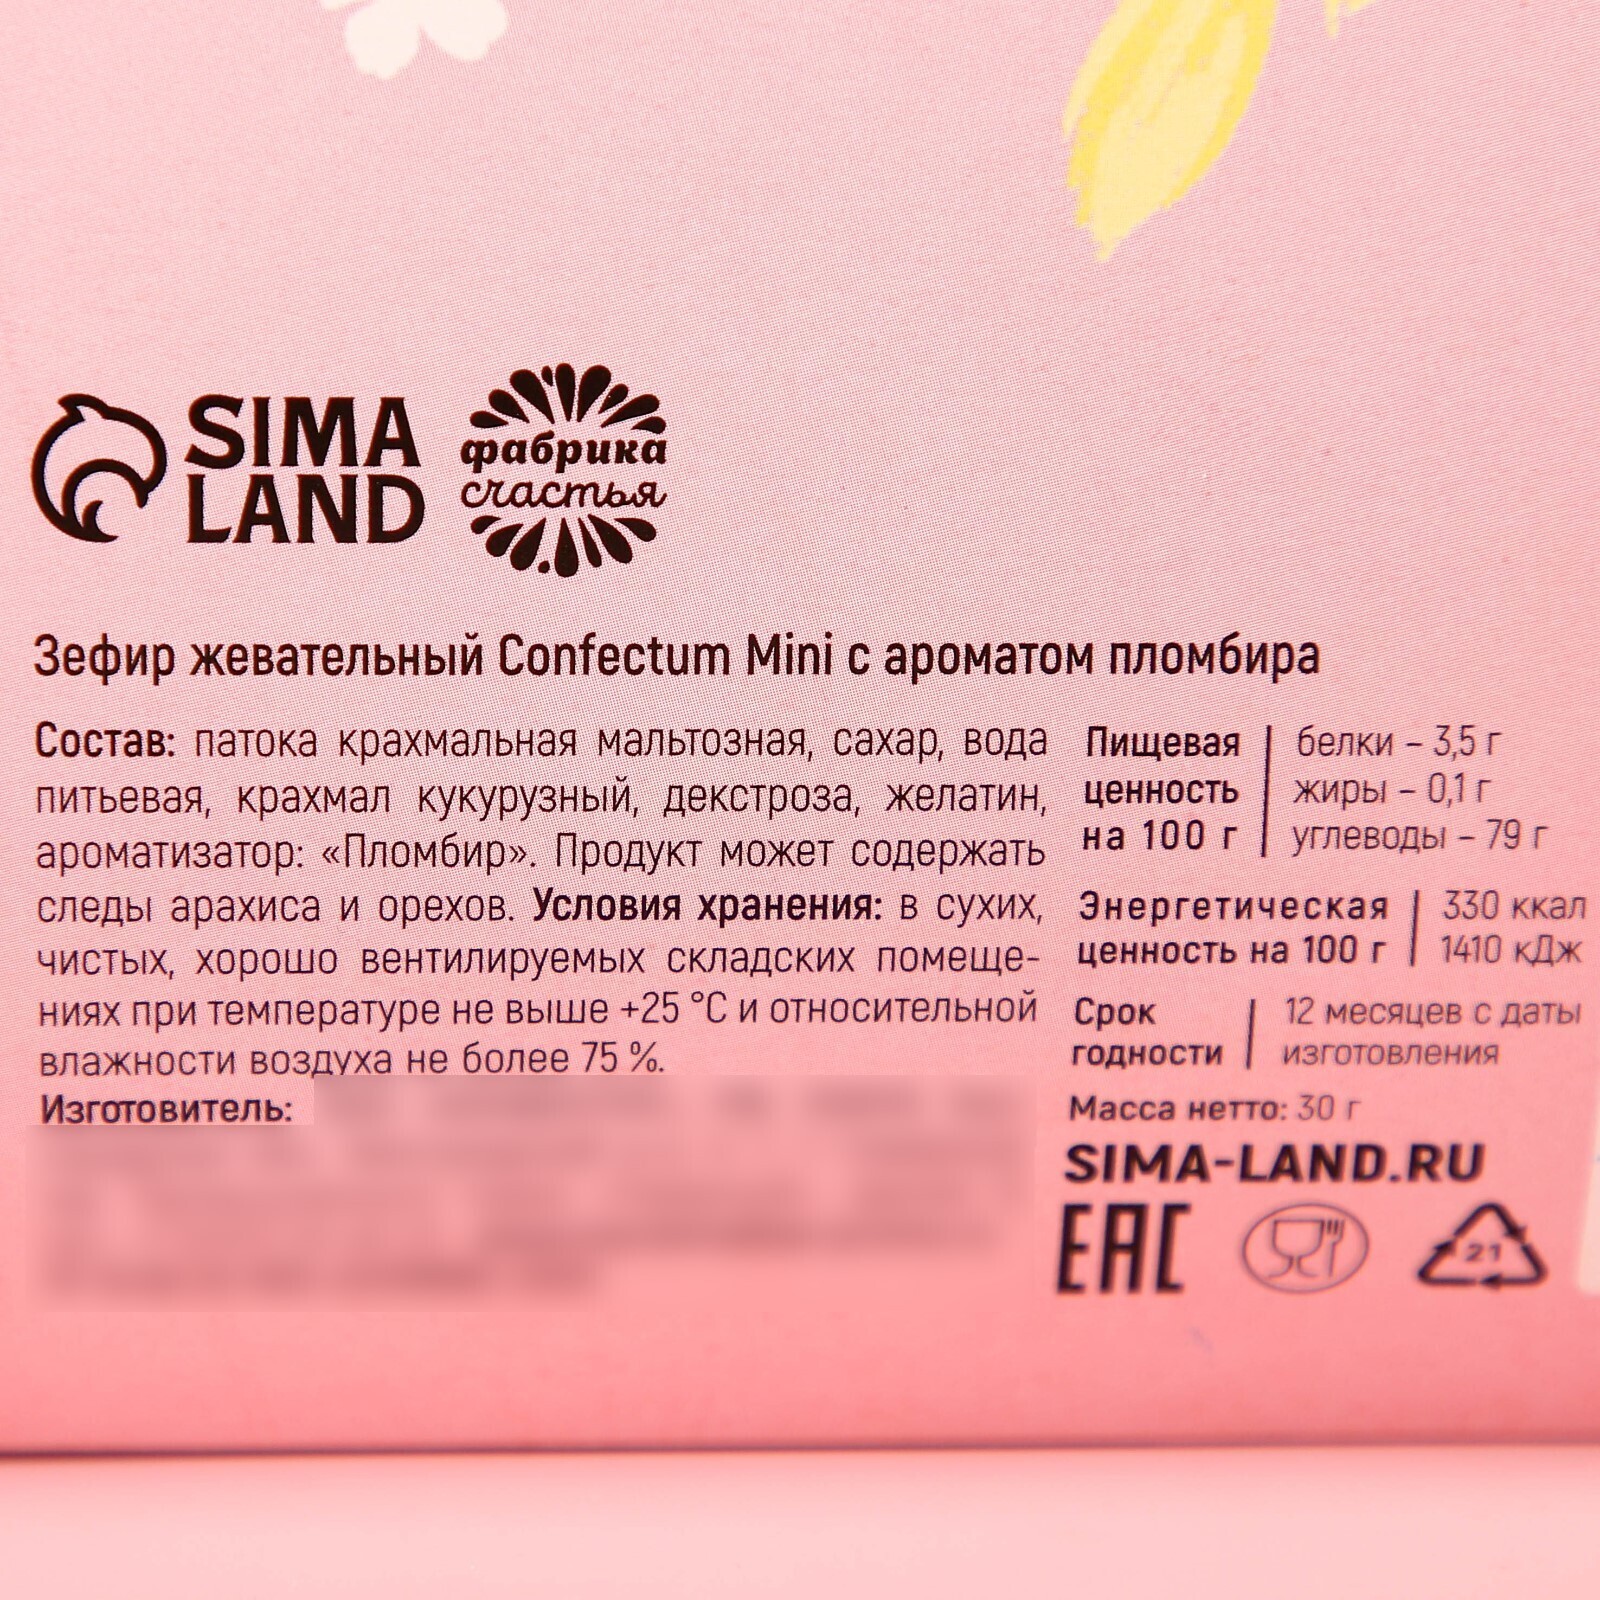 SIMA
LAND
фабрика
счастья
Зефир жевательный Confectum Mini с ароматом пломбира
Состав: патока крахмальная мальтозная, сахар, вода
питьевая, крахмал кукурузный, декстроза, желатин,
ароматизатор: «Пломбир». Продукт может содержать
следы арахиса и орехов. Условия хранения: в сухих,
чистых, хорошо вентилируемых складских помеще-
ниях при температуре не выше +25 °С и относительной
влажности воздуха не более 75 %.
Изготовитель:
Пищевая
ценность
на 100 г
белки – 3,5 г
жиры – 0,1 г
углеводы – 79 г
Энергетическая
ценность на 100 г
330 ккал
1410 кДж
Срок
годности
12 месяцев с даты
изготовления
Масса нетто: 30 г
SIMA-LAND.RU
EAC
21